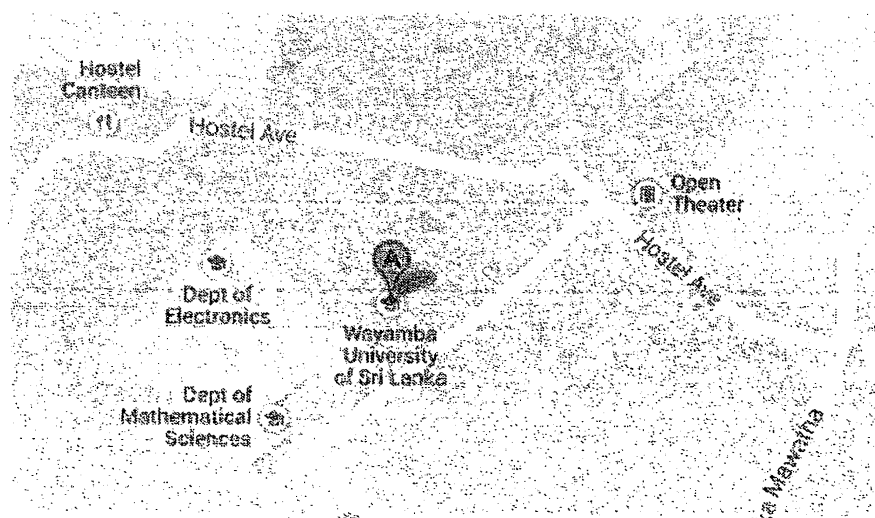 Hostel
Canteen
Hostel Ave
Open
Theater
Hostel Ave
A
Dept of
Electronics
Wayamba
University
of Sri Lanka
Dept of
Mathematical
Sciences
Mawatha